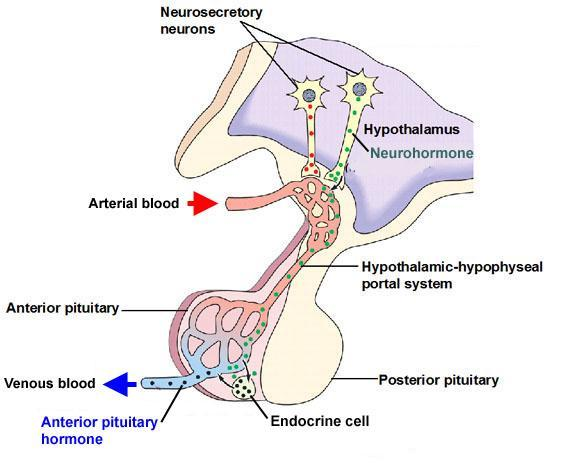 Neurosecretory
neurons
Hypothalamus
Neurohormone
Arterial blood
Hypothalamic-hypophyseal
portal system
Anterior pituitary
Venous blood
Posterior pituitary
Anterior pituitary
hormone
Endocrine cell